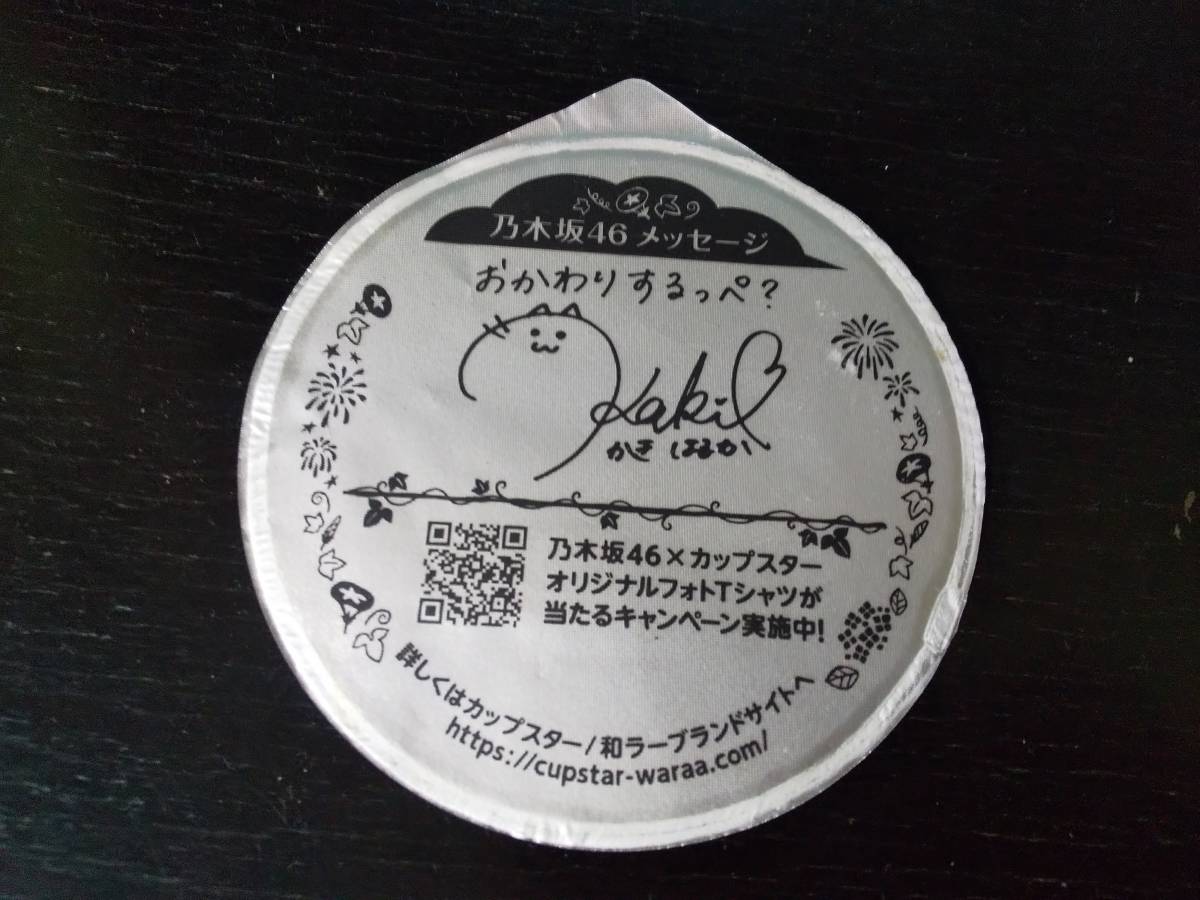 乃木坂46 メッセージ
おかわりするっぺ?
Kaki
かき はるか
乃木坂46×カップスター
オリジナルフォトTシャツが
当たるキャンペーン実施中!
詳しくはカップスター/和ラーブランドサイトへ
https://cupstar-waraa.com/